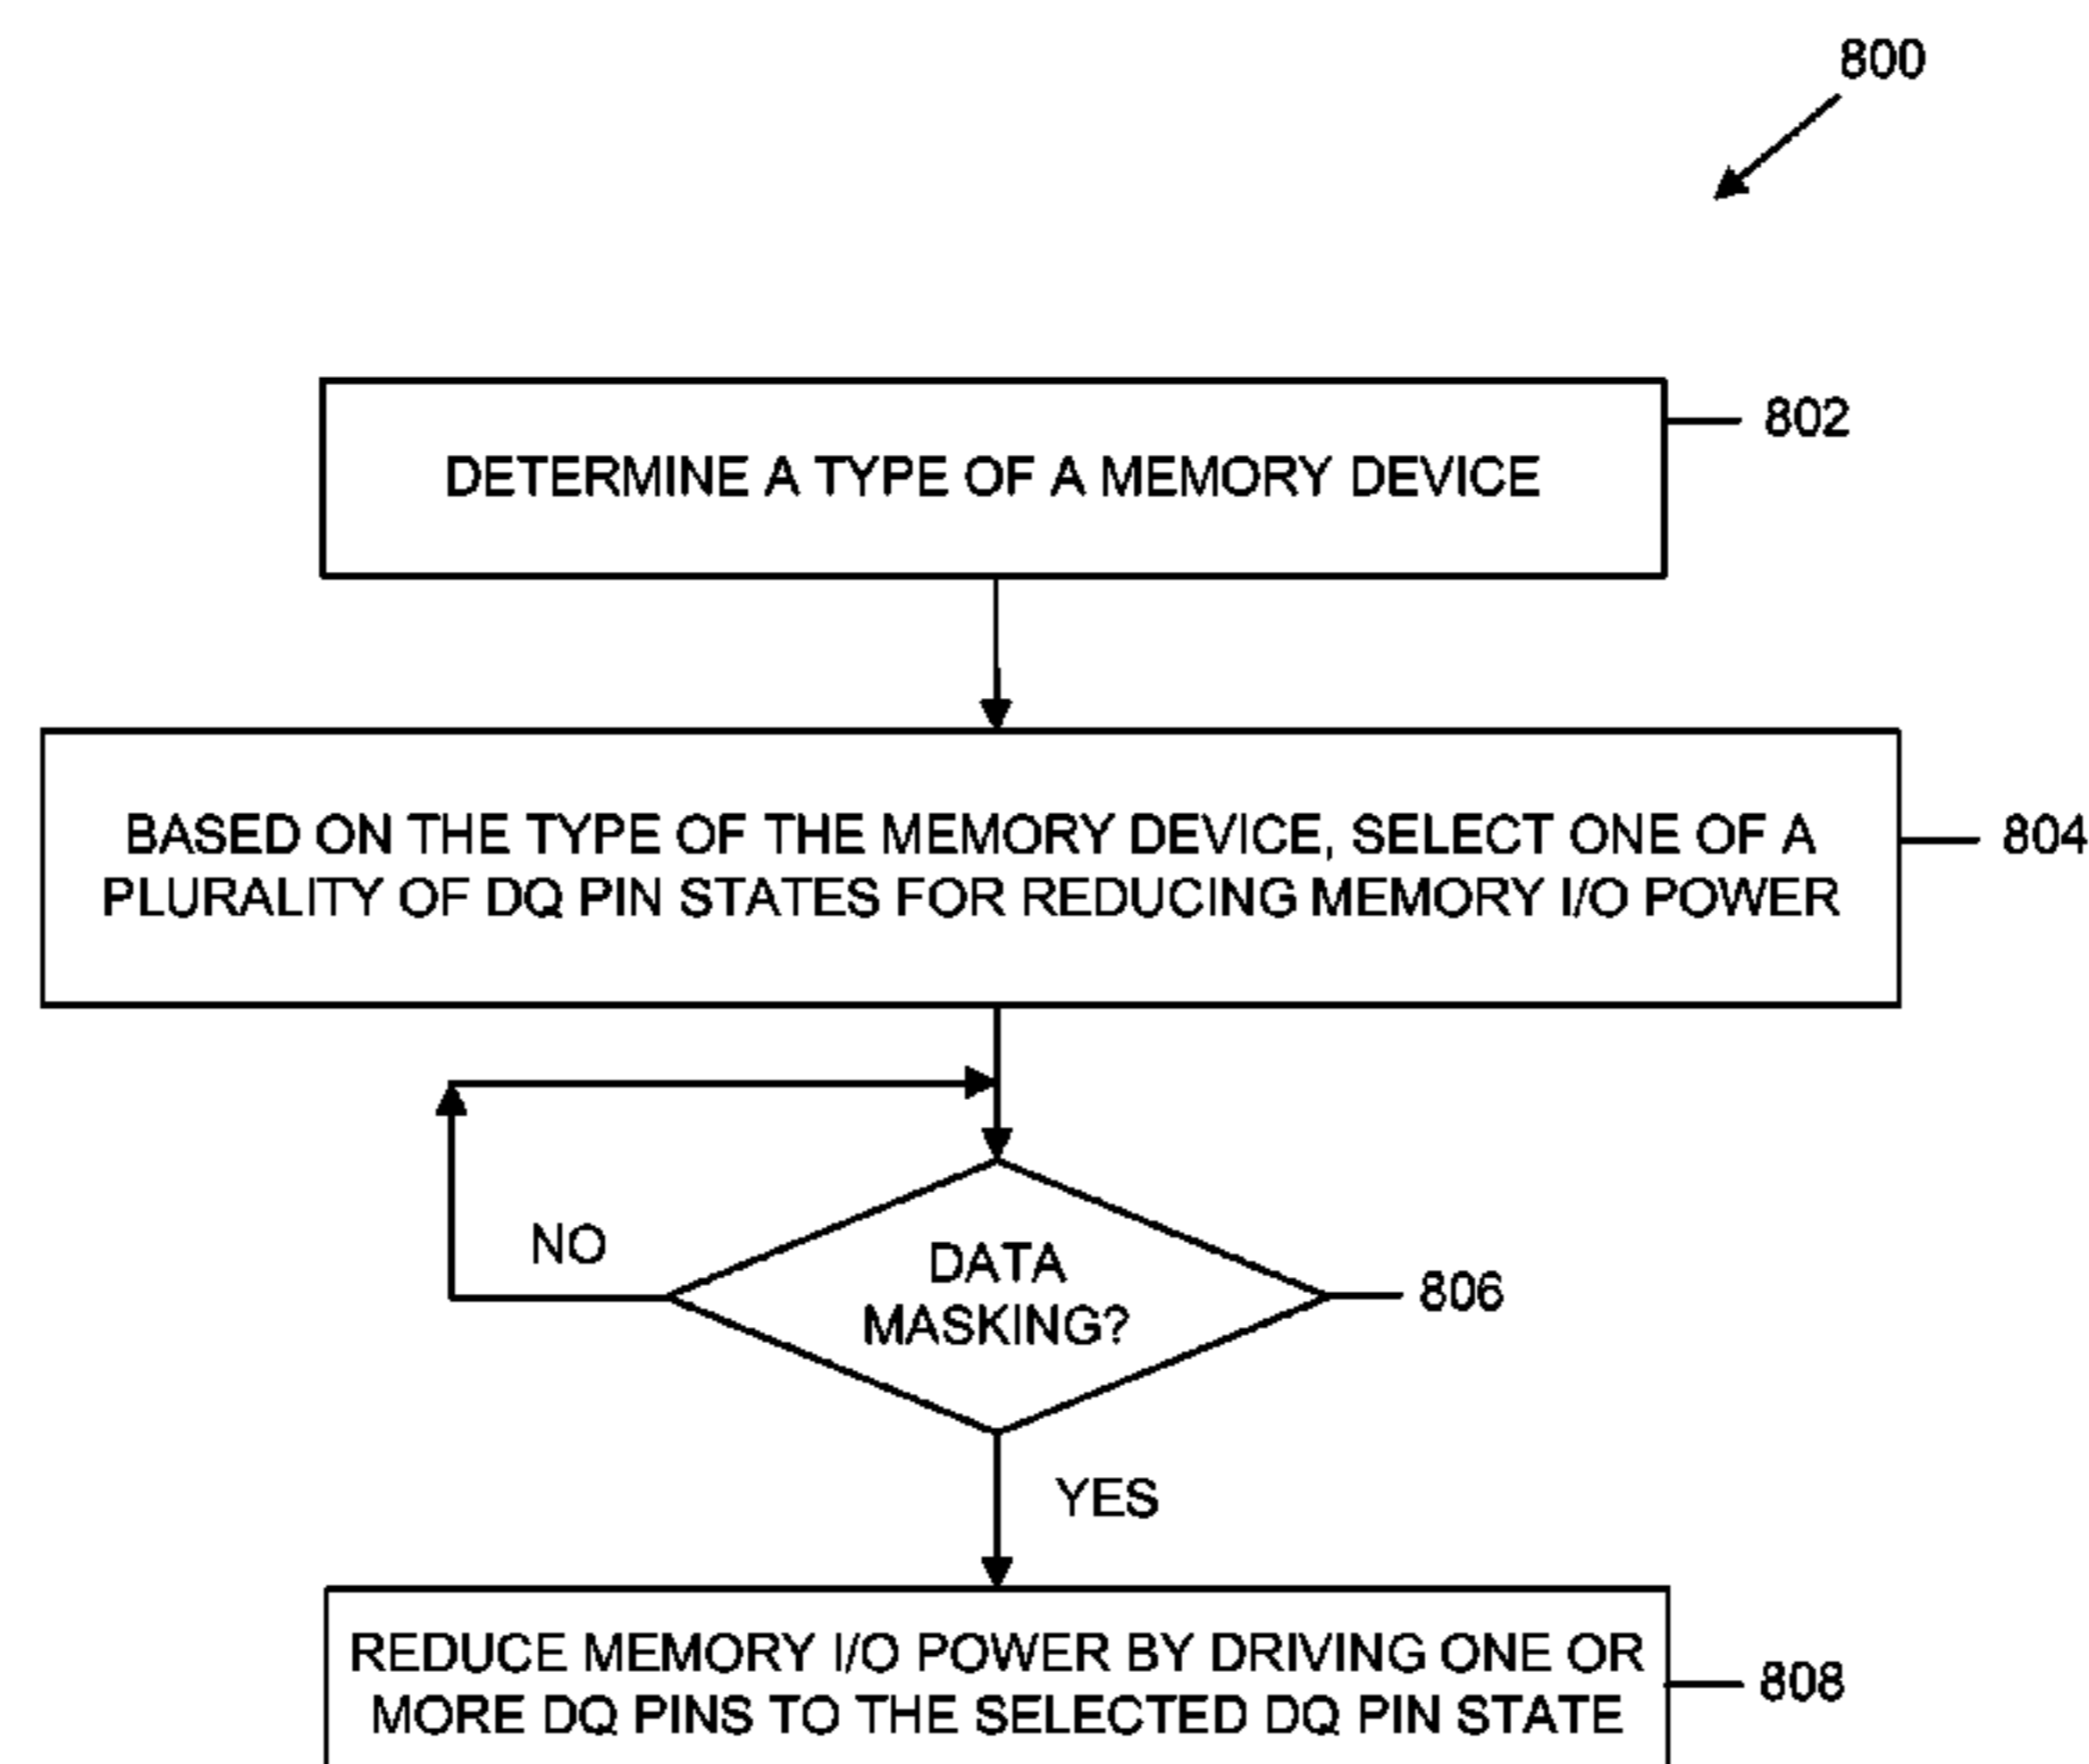 800
802
DETERMINE A TYPE OF A MEMORY DEVICE
BASED ON THE TYPE OF THE MEMORY DEVICE, SELECT ONE OF A
804
PLURALITY OF DQ PIN STATES FOR REDUCING MEMORY I/O POWER
NO
DATA
MASKING?
806
YES
REDUCE MEMORY I/O POWER BY DRIVING ONE OR
MORE DQ PINS TO THE SELECTED DQ PIN STATE
808